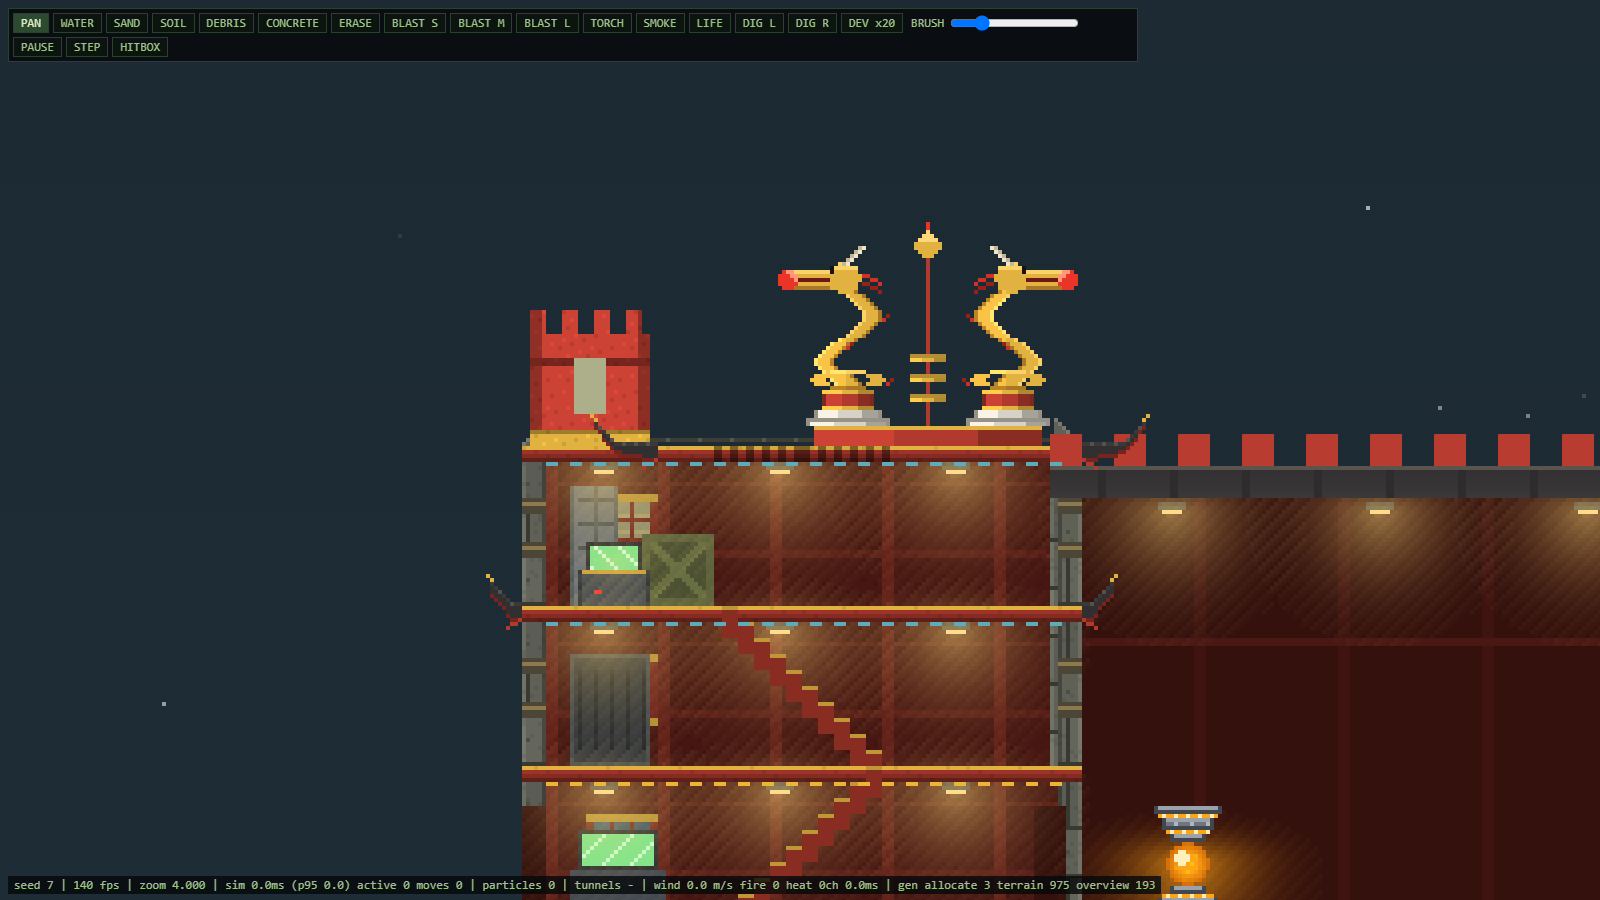 PAN WATER SAND SOIL DEBRIS CONCRETE ERASE BLAST S BLAST M BLAST L TORCH SMOKE LIFE DIG L DIG R DEV x20 BRUSH
PAUSE STEP HITBOX
seed 7 | 140 fps | zoom 4.000 | sim 0.0ms (p95 0.0) active 0 moves 0 | particles 0 | tunnels - | wind 0.0 m/s fire 0 heat 0ch 0.0ms | gen allocate 3 terrain 975 overview 193